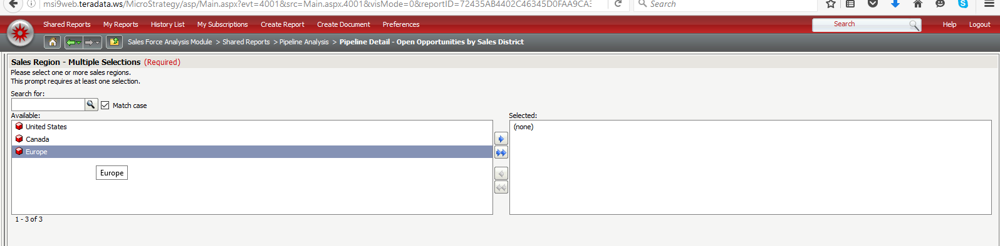 msi9web.teradata.ws/MicroStrategy/asp/Main.aspx?evt=4001&src=Main.aspx.4001&visMode=0&reportID=72435AB4402C46345D0FAA9CA3
Search
Shared Reports My Reports History List My Subscriptions Create Report Create Document Preferences Search Help Logout
Sales Force Analysis Module > Shared Reports > Pipeline Analysis > Pipeline Detail - Open Opportunities by Sales District
Sales Region - Multiple Selections (Required)
Please select one or more sales regions.
This prompt requires at least one selection.
Search for:
Match case
Available:
United States
Canada
Europe
Europe
1 - 3 of 3
Selected:
(none)